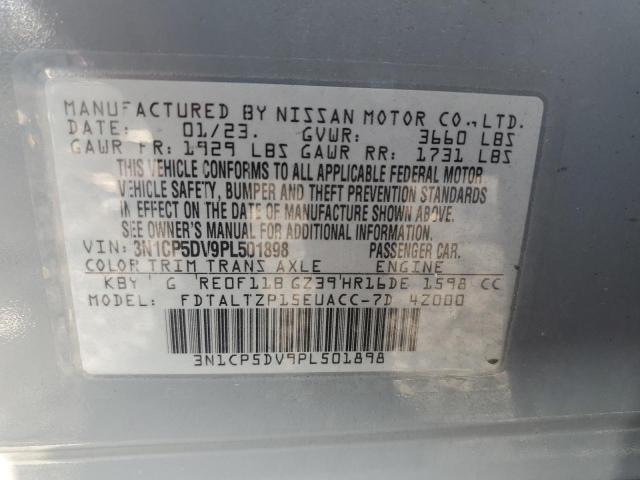 MANUFACTURED BY NISSAN MOTOR CO., LTD.
DATE: 01/23. GVWR: 3660 LBS
GAWR FR: 1929 LBS GAWR RR: 1731 LBS
THIS VEHICLE CONFORMS TO ALL APPLICABLE FEDERAL MOTOR
VEHICLE SAFETY, BUMPER AND THEFT PREVENTION STANDARDS
IN EFFECT ON THE DATE OF MANUFACTURE SHOWN ABOVE.
SEE OWNER'S MANUAL FOR ADDITIONAL INFORMATION.
VIN: 3N1CP5DV9PL501898 PASSENGER CAR.
COLOR TRIM TRANS AXLE ENGINE
KBY G RE0F11B GZ39 HR16DE 1598 CC
MODEL: FDTALTZP15EUACC-7D 4Z000
3N1CP5DV9PL501898